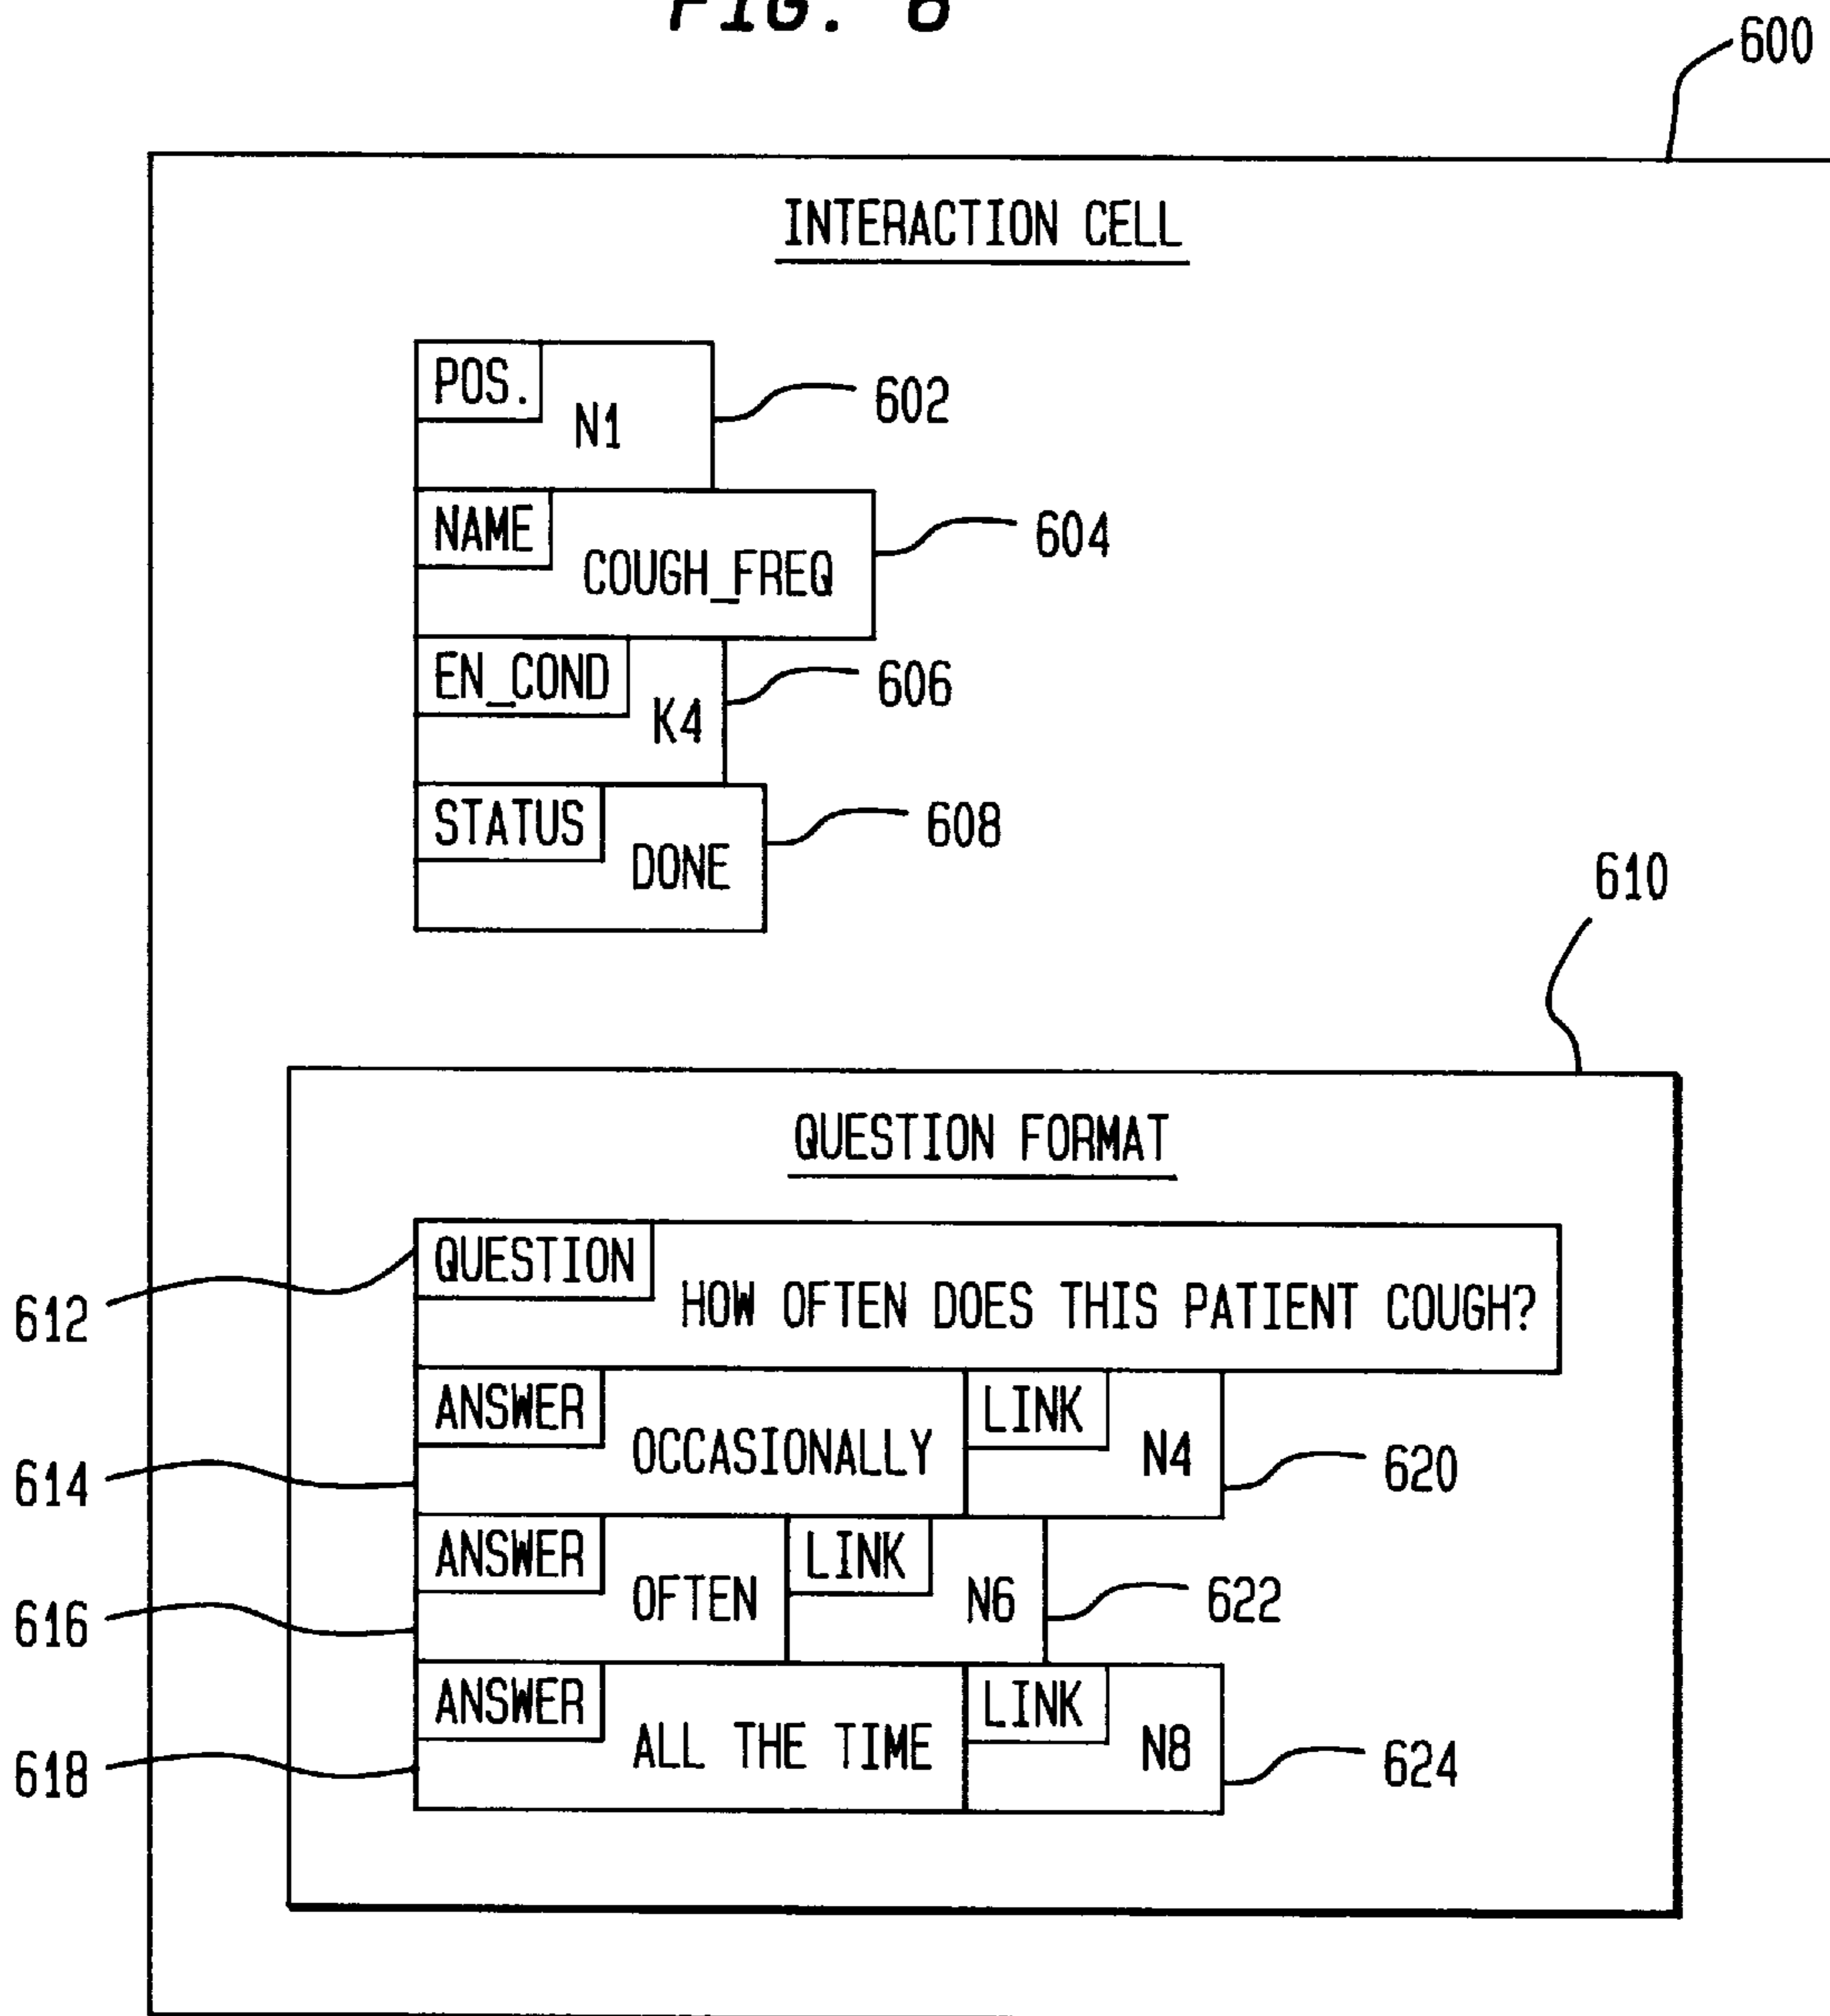 FIG. 6
600
INTERACTION CELL
POS.
N1
602
NAME
COUGH_FREQ
604
EN_COND
K4
606
STATUS
DONE
608
610
QUESTION FORMAT
QUESTION
HOW OFTEN DOES THIS PATIENT COUGH?
612
ANSWER
OCCASIONALLY
LINK
N4
614
620
ANSWER
OFTEN
LINK
N6
616
622
ANSWER
ALL THE TIME
LINK
N8
618
624